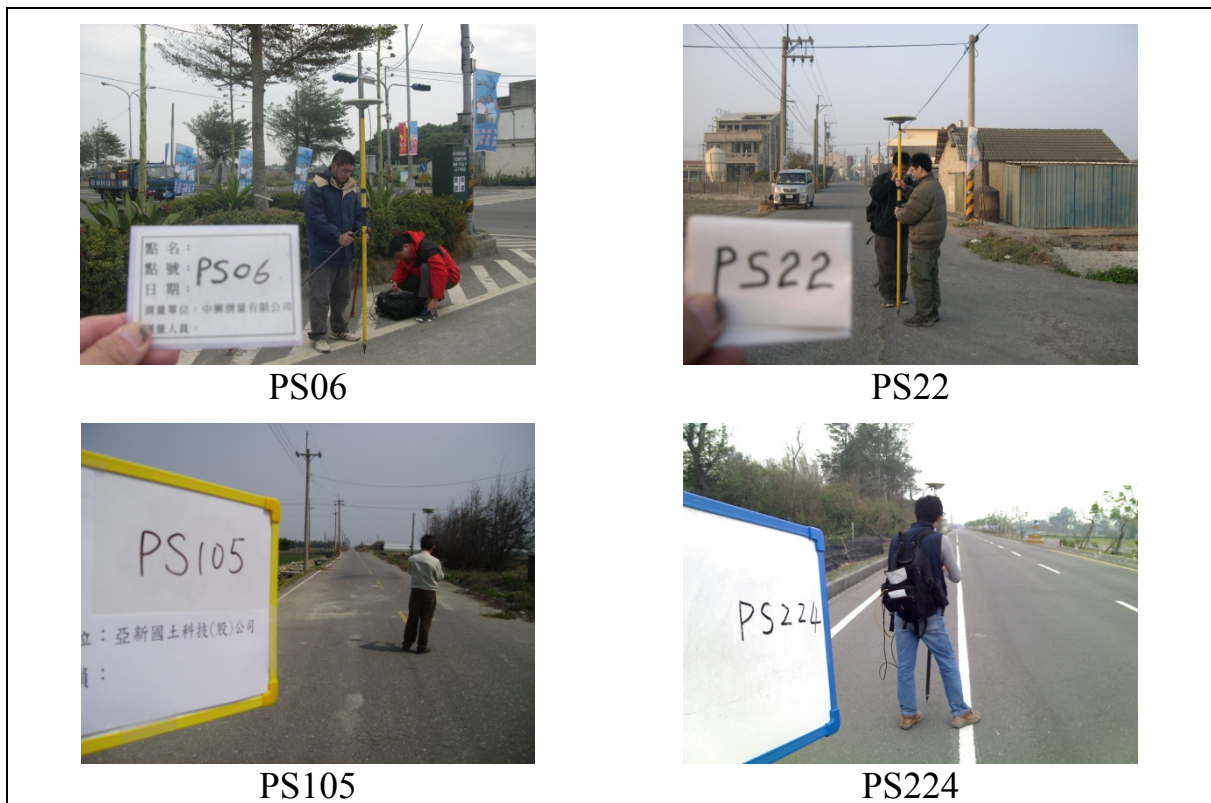 點名：
點號：PS06
日期：
測量單位：中興測量有限公司
測量人員：
PS22
PS06
PS22
PS105
位：亞新國土科技(股)公司
PS224
PS105
PS224